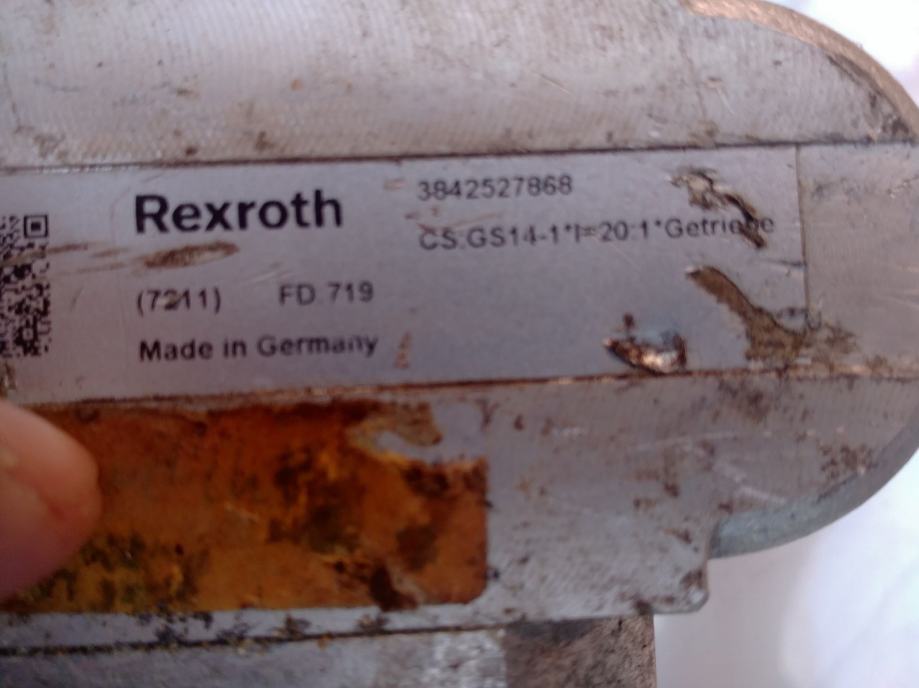 Rexroth
3842527868
CS:GS14-1*I=20:1*Getriebe
(7211) FD 719
Made in Germany